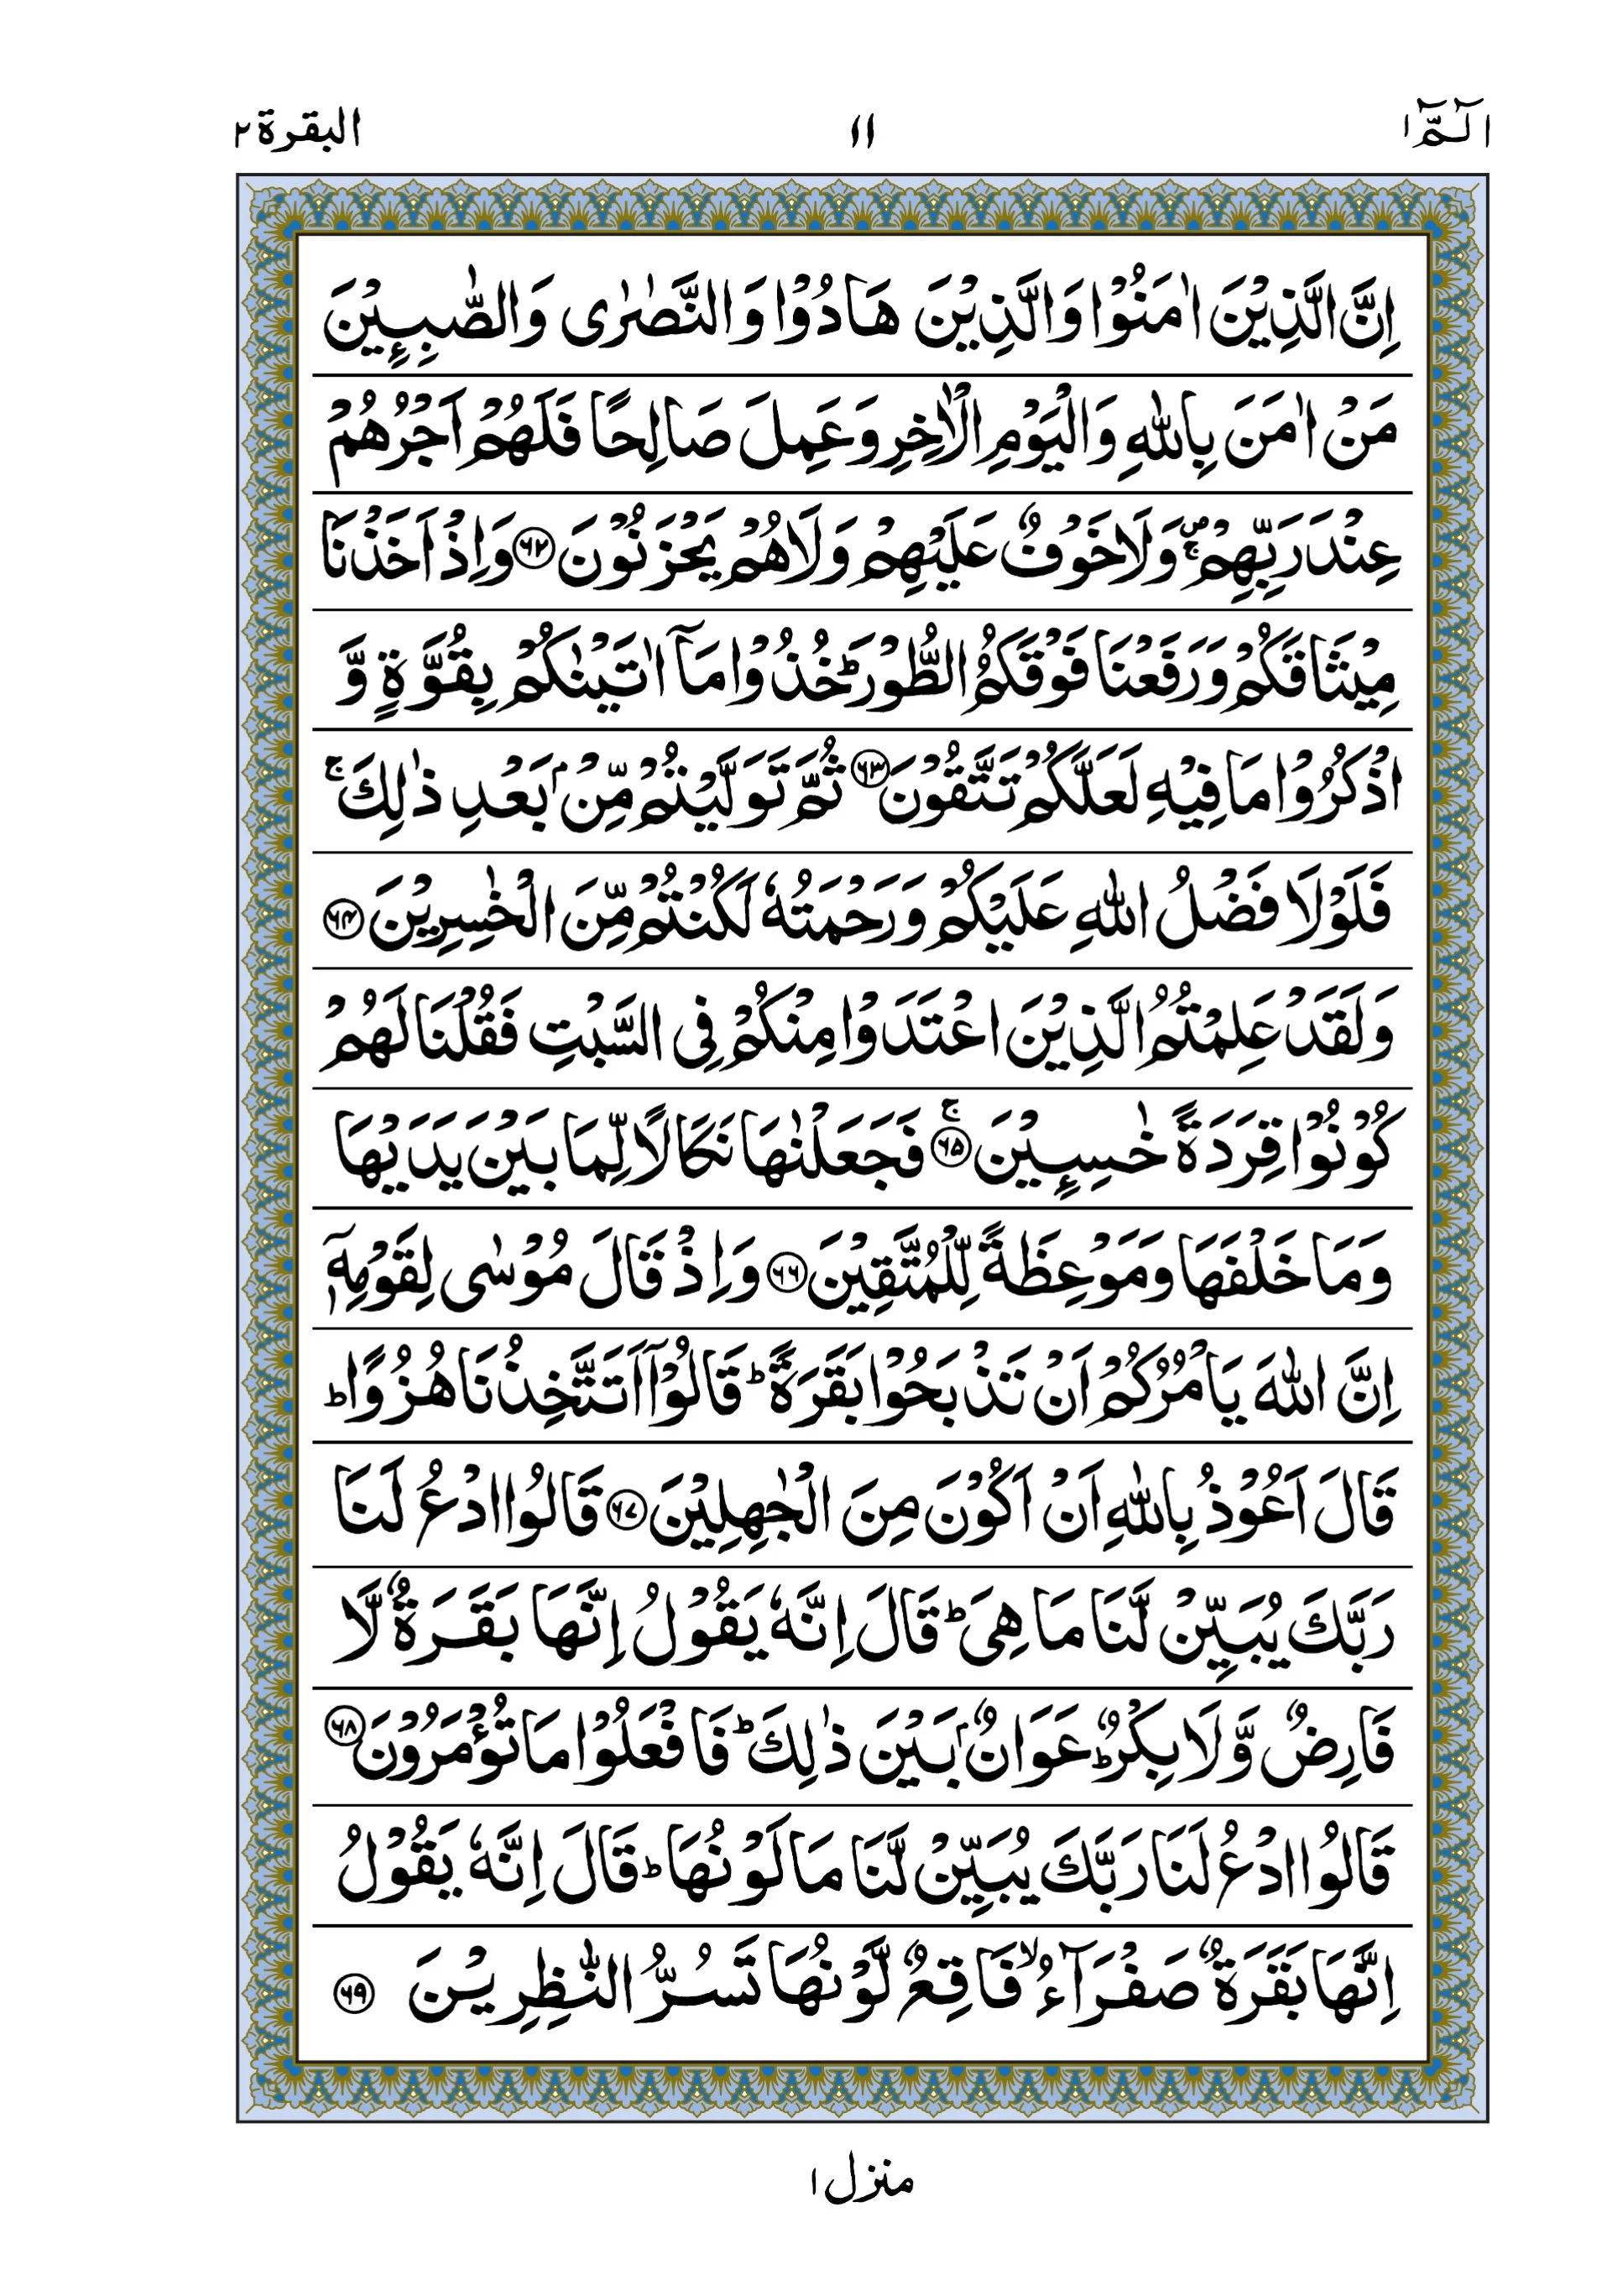 الٓمّٓ ١
١١
البقرة ٢
اِنَّ الَّذِيْنَ اٰمَنُوْا وَالَّذِيْنَ هَادُوْا وَالنَّصٰرٰى وَالصّٰبِـِٕيْنَ
مَنْ اٰمَنَ بِاللّٰهِ وَالْيَوْمِ الْاٰخِرِ وَعَمِلَ صَالِحًا فَلَهُمْ اَجْرُهُمْ
عِنْدَ رَبِّهِمْ ۪ۚ وَلَا خَوْفٌ عَلَيْهِمْ وَلَا هُمْ يَحْزَنُوْنَ ﴿۶۲﴾ وَاِذْ اَخَذْنَا
مِيْثَاقَكُمْ وَرَفَعْنَا فَوْقَكُمُ الطُّوْرَ ؕ خُذُوْا مَاۤ اٰتَيْنٰكُمْ بِقُوَّةٍ وَّ
اذْكُرُوْا مَا فِيْهِ لَعَلَّكُمْ تَتَّقُوْنَ ﴿۶۳﴾ ثُمَّ تَوَلَّيْتُمْ مِّنْۢ بَعْدِ ذٰلِكَ ۚ
فَلَوْلَا فَضْلُ اللّٰهِ عَلَيْكُمْ وَرَحْمَتُهٗ لَكُنْتُمْ مِّنَ الْخٰسِرِيْنَ ﴿۶۴﴾
وَلَقَدْ عَلِمْتُمُ الَّذِيْنَ اعْتَدَوْا مِنْكُمْ فِى السَّبْتِ فَقُلْنَا لَهُمْ
كُوْنُوْا قِرَدَةً خٰسِـِٕيْنَ ﴿۶۵﴾ۚ فَجَعَلْنٰهَا نَكَالًا لِّمَا بَيْنَ يَدَيْهَا
وَمَا خَلْفَهَا وَمَوْعِظَةً لِّلْمُتَّقِيْنَ ﴿۶۶﴾ وَاِذْ قَالَ مُوْسٰى لِقَوْمِهٖۤ
اِنَّ اللّٰهَ يَاْمُرُكُمْ اَنْ تَذْبَحُوْا بَقَرَةً ؕ قَالُوْۤا اَتَتَّخِذُنَا هُزُوًا ؕ
قَالَ اَعُوْذُ بِاللّٰهِ اَنْ اَكُوْنَ مِنَ الْجٰهِلِيْنَ ﴿۶۷﴾ قَالُوا ادْعُ لَنَا
رَبَّكَ يُبَيِّنْ لَّنَا مَا هِىَ ؕ قَالَ اِنَّهٗ يَقُوْلُ اِنَّهَا بَقَرَةٌ لَّا
فَارِضٌ وَّلَا بِكْرٌ ؕ عَوَانٌۢ بَيْنَ ذٰلِكَ ؕ فَافْعَلُوْا مَا تُؤْمَرُوْنَ ﴿۶۸﴾
قَالُوا ادْعُ لَنَا رَبَّكَ يُبَيِّنْ لَّنَا مَا لَوْنُهَا ؕ قَالَ اِنَّهٗ يَقُوْلُ
اِنَّهَا بَقَرَةٌ صَفْرَآءُ ۙ فَاقِعٌ لَّوْنُهَا تَسُرُّ النّٰظِرِيْنَ ﴿۶۹﴾
منزل ١